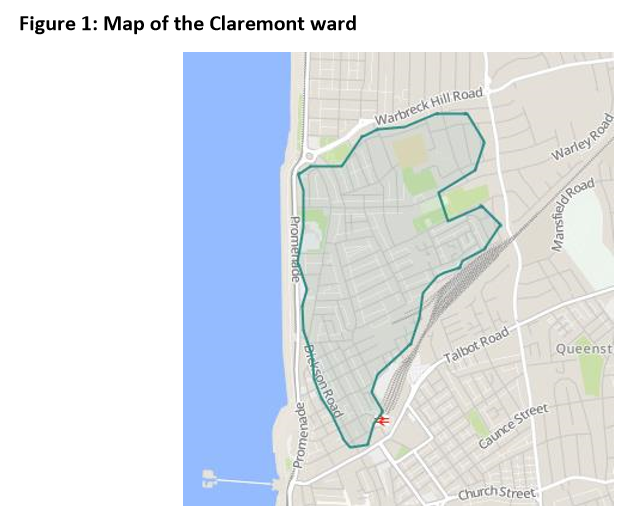 Figure 1: Map of the Claremont ward
Warbreck Hill Road
Warley Road
Mansfield Road
Promenade
Dickson Road
Talbot Road
Queenst
Caunce Street
Promenade
Church Street